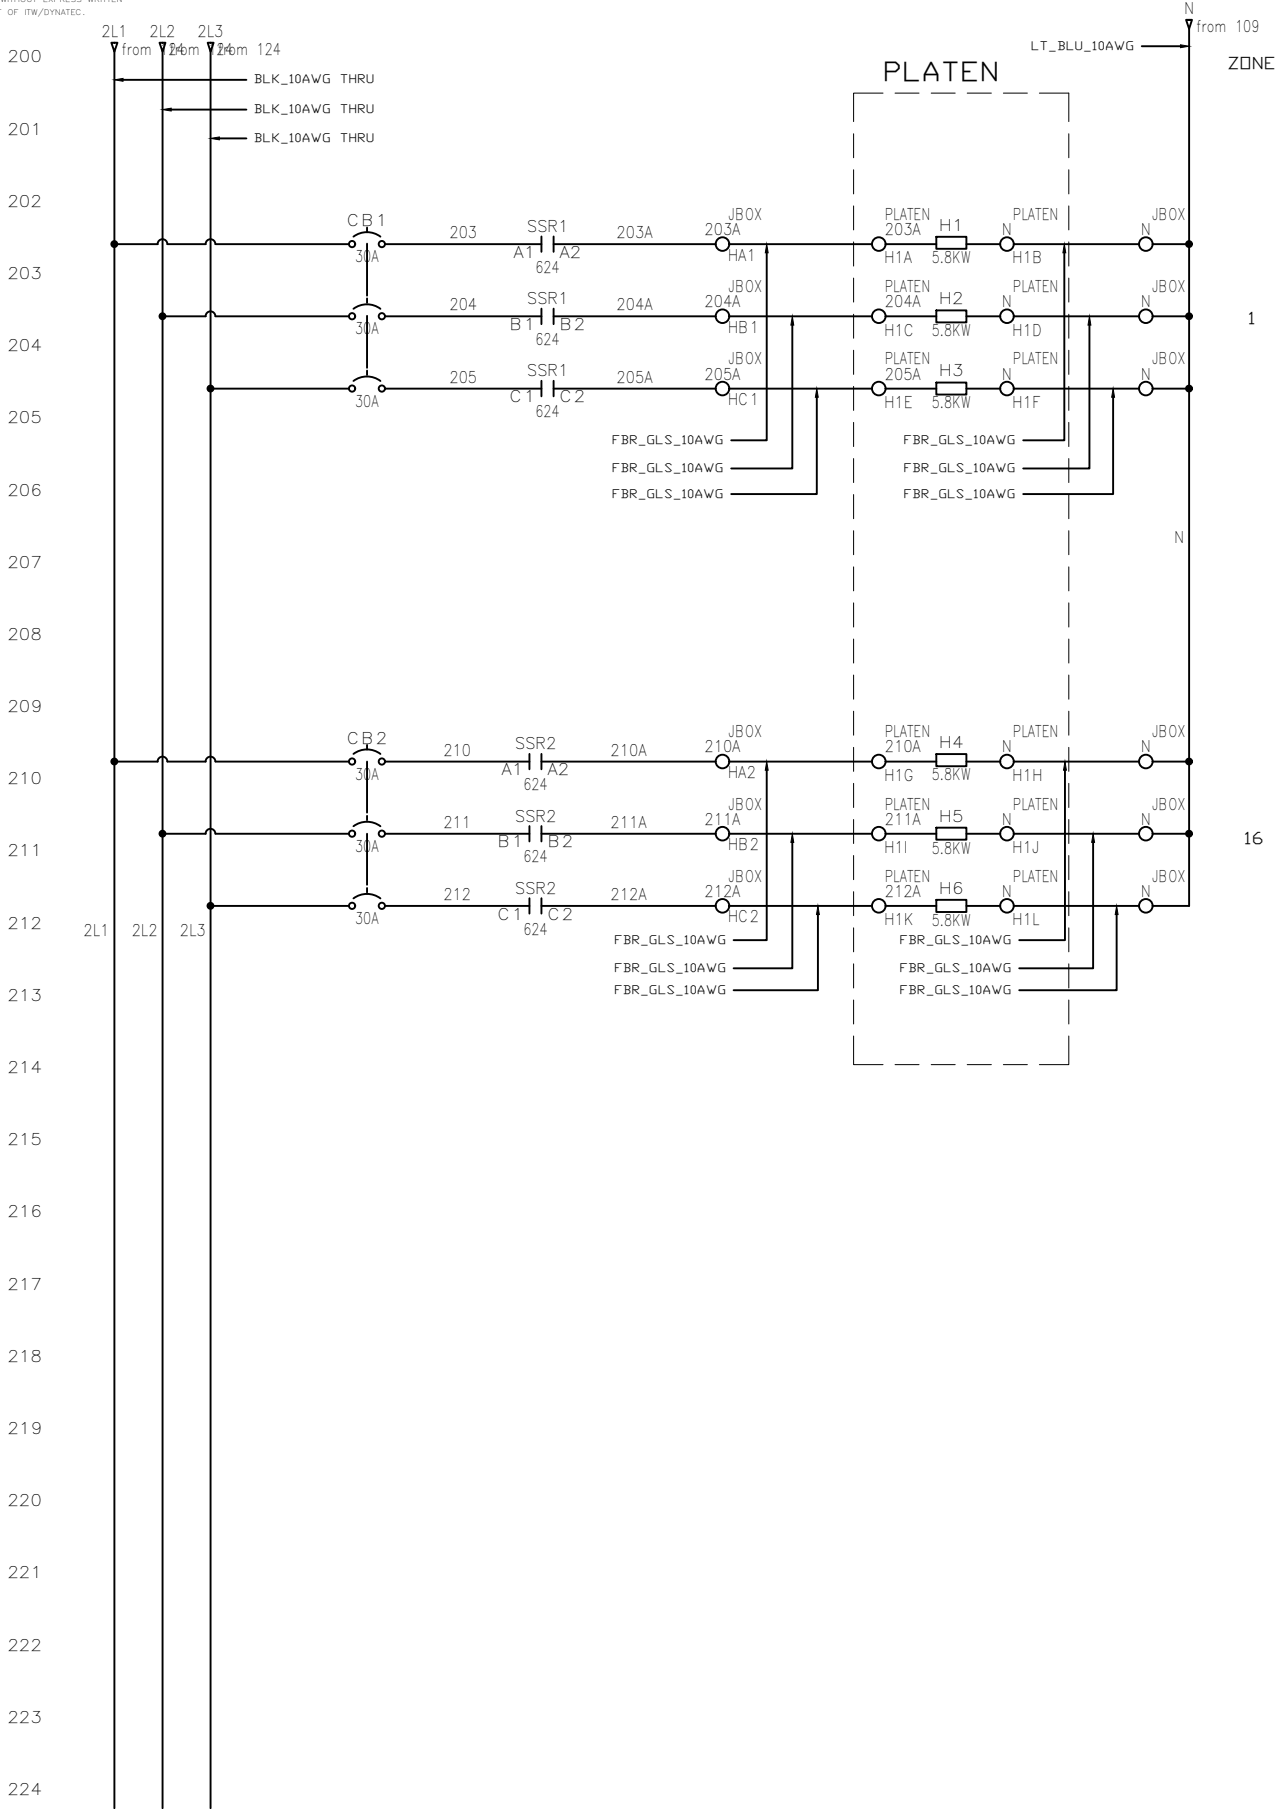 OF ITW/DYNATEC.
2L1 2L2 2L3 N
from 124 from 124 from 124 from 109
200 LT_BLU_10AWG ZONE
PLATEN
BLK_10AWG THRU
BLK_10AWG THRU
201 BLK_10AWG THRU
202
JBOX PLATEN PLATEN JBOX
CB1 203 SSR1 203A 203A 203A H1 N N
30A A1 A2 HA1 H1A 5.8KW H1B
624
203
JBOX PLATEN PLATEN JBOX
204 SSR1 204A 204A 204A H2 N N
1
30A B1 B2 HB1 H1C 5.8KW H1D
624
204
JBOX PLATEN PLATEN JBOX
205 SSR1 205A 205A 205A H3 N N
30A C1 C2 HC1 H1E 5.8KW H1F
624
205
FBR_GLS_10AWG FBR_GLS_10AWG
FBR_GLS_10AWG FBR_GLS_10AWG
206 FBR_GLS_10AWG FBR_GLS_10AWG
N
207
208
209
JBOX PLATEN PLATEN JBOX
CB2 210 SSR2 210A 210A 210A H4 N N
30A A1 A2 HA2 H1G 5.8KW H1H
624
210
JBOX PLATEN PLATEN JBOX
211 SSR2 211A 211A 211A H5 N N
30A B1 B2 HB2 H1I 5.8KW H1J
624
211 16
JBOX PLATEN PLATEN JBOX
212 SSR2 212A 212A 212A H6 N N
30A C1 C2 HC2 H1K 5.8KW H1L
624
212 2L1 2L2 2L3
FBR_GLS_10AWG FBR_GLS_10AWG
FBR_GLS_10AWG FBR_GLS_10AWG
213 FBR_GLS_10AWG FBR_GLS_10AWG
214
215
216
217
218
219
220
221
222
223
224